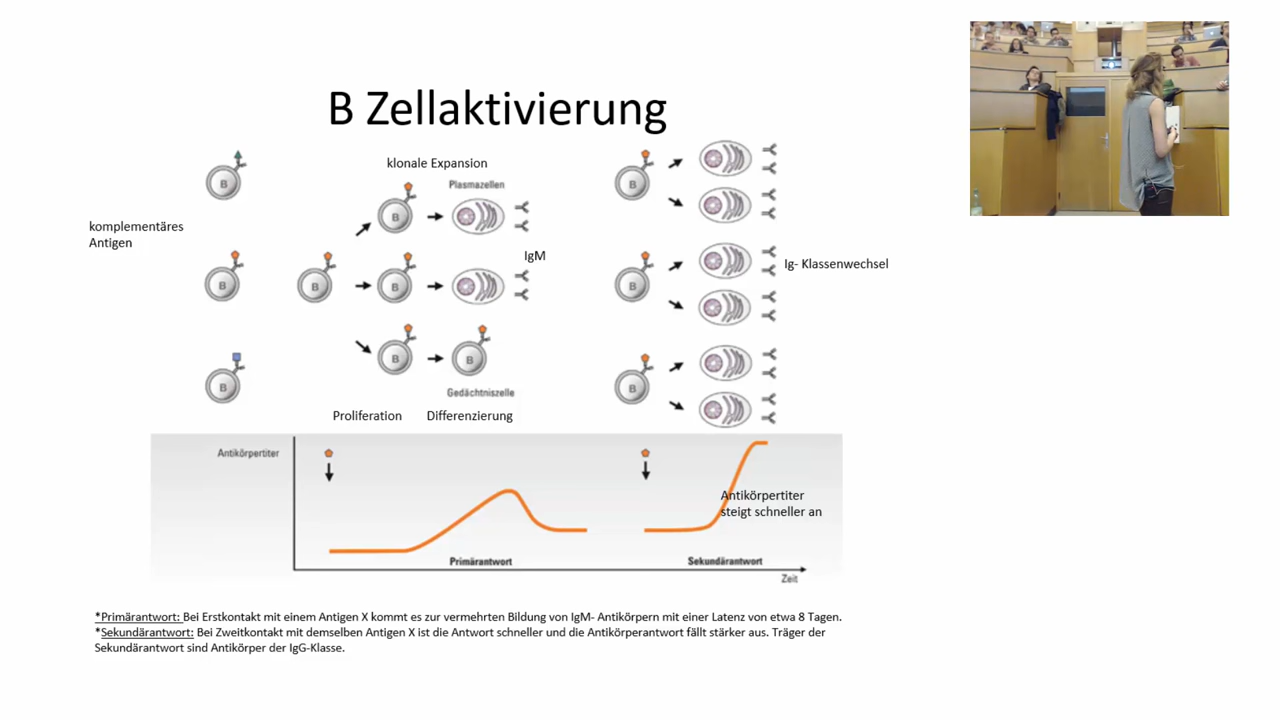 B Zellaktivierung
klonale Expansion
Plasmazellen
komplementäres
Antigen
B
B
B
B
B
B
B
B
B
B
B
IgM
Ig- Klassenwechsel
Gedächtniszelle
Proliferation
Differenzierung
Antikörpertiter
Antikörpertiter
steigt schneller an
Primärantwort
Sekundärantwort
Zeit
*Primärantwort: Bei Erstkontakt mit einem Antigen X kommt es zur vermehrten Bildung von IgM- Antikörpern mit einer Latenz von etwa 8 Tagen.
*Sekundärantwort: Bei Zweitkontakt mit demselben Antigen X ist die Antwort schneller und die Antikörperantwort fällt stärker aus. Träger der
Sekundärantwort sind Antikörper der IgG-Klasse.